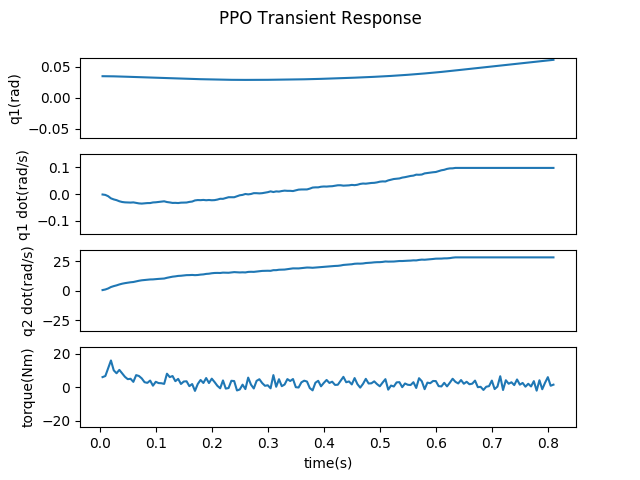 PPO Transient Response
q1(rad)
0.05
0.00
−0.05
q1 dot(rad/s)
0.1
0.0
−0.1
q2 dot(rad/s)
25
0
−25
torque(Nm)
20
0
−20
0.0 0.1 0.2 0.3 0.4 0.5 0.6 0.7 0.8
time(s)